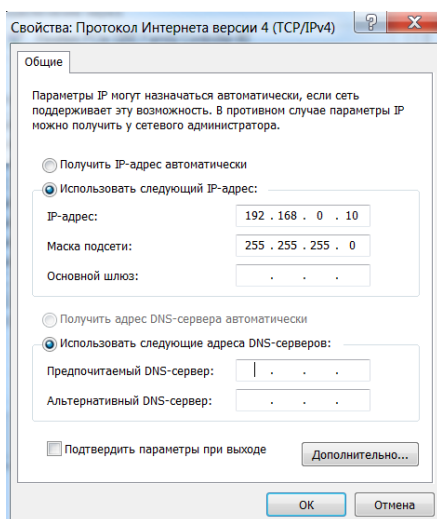 Свойства: Протокол Интернета версии 4 (TCP/IPv4)
Общие
Параметры IP могут назначаться автоматически, если сеть
поддерживает эту возможность. В противном случае параметры IP
можно получить у сетевого администратора.
Получить IP-адрес автоматически
Использовать следующий IP-адрес:
IP-адрес: 192 . 168 . 0 . 10
Маска подсети: 255 . 255 . 255 . 0
Основной шлюз: . . .
Получить адрес DNS-сервера автоматически
Использовать следующие адреса DNS-серверов:
Предпочитаемый DNS-сервер: . . .
Альтернативный DNS-сервер: . . .
Подтвердить параметры при выходе
Дополнительно...
ОК Отмена